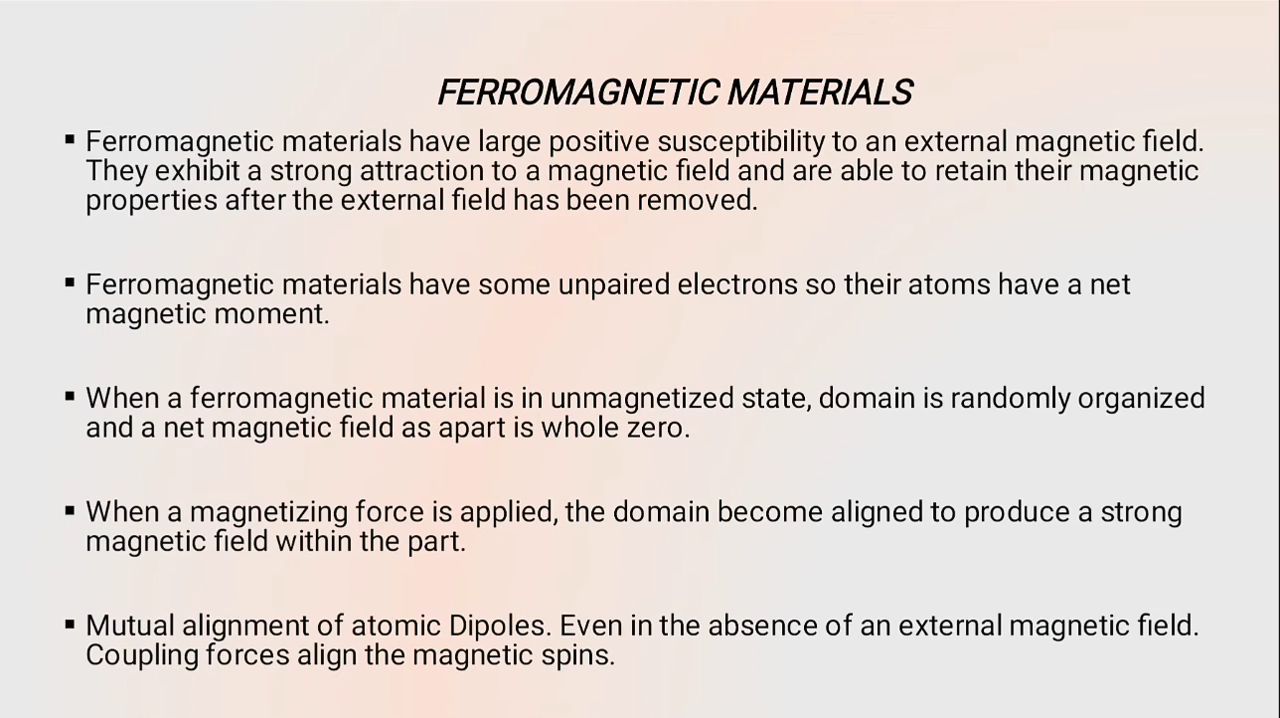 FERROMAGNETIC MATERIALS
▪ Ferromagnetic materials have large positive susceptibility to an external magnetic field.
They exhibit a strong attraction to a magnetic field and are able to retain their magnetic
properties after the external field has been removed.
▪ Ferromagnetic materials have some unpaired electrons so their atoms have a net
magnetic moment.
▪ When a ferromagnetic material is in unmagnetized state, domain is randomly organized
and a net magnetic field as apart is whole zero.
▪ When a magnetizing force is applied, the domain become aligned to produce a strong
magnetic field within the part.
▪ Mutual alignment of atomic Dipoles. Even in the absence of an external magnetic field.
Coupling forces align the magnetic spins.